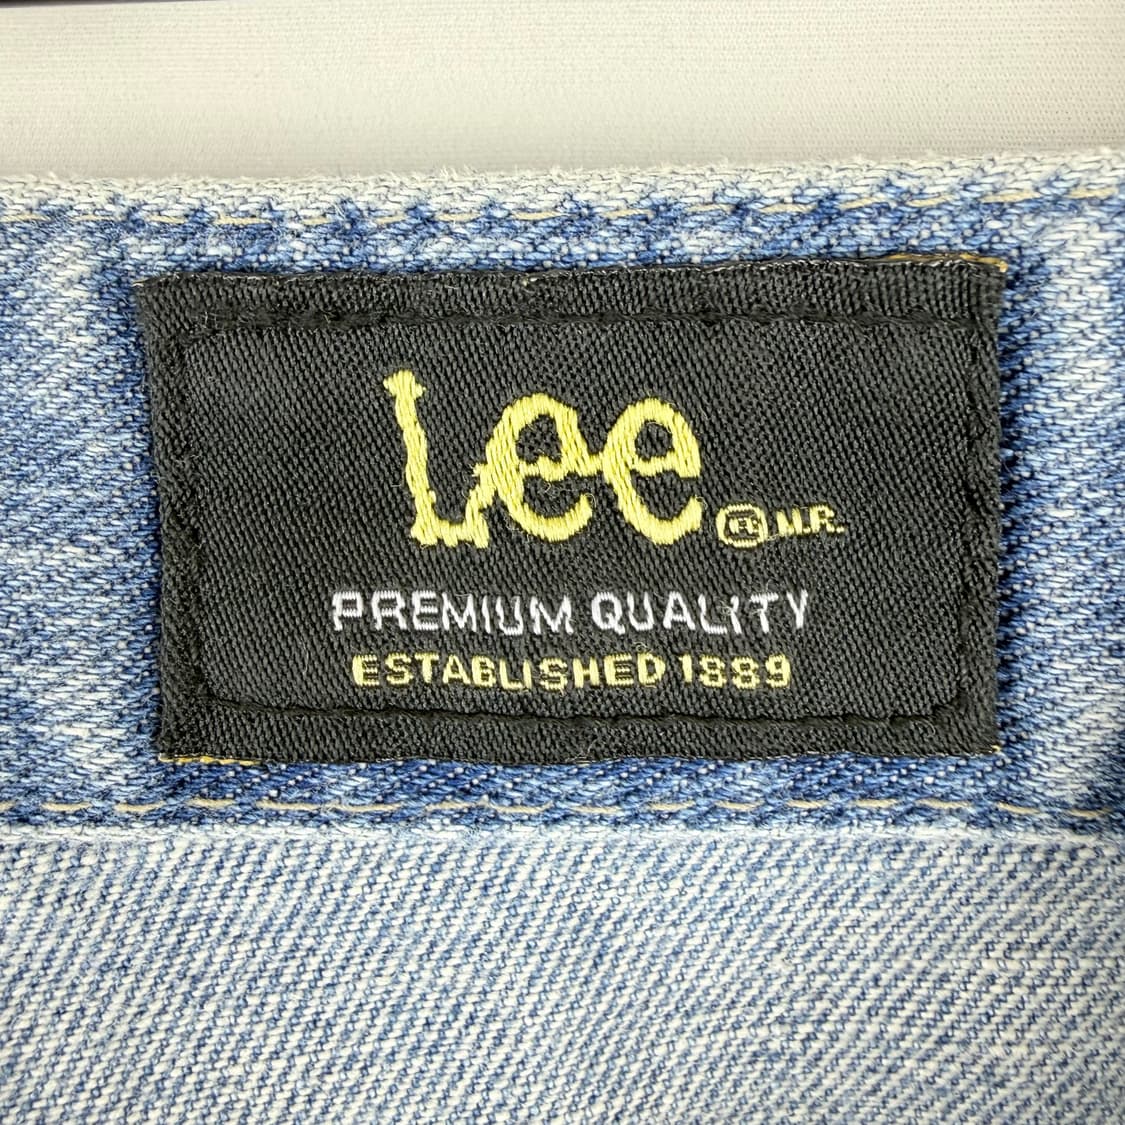 Lee ® M.R.
PREMIUM QUALITY
ESTABLISHED 1889